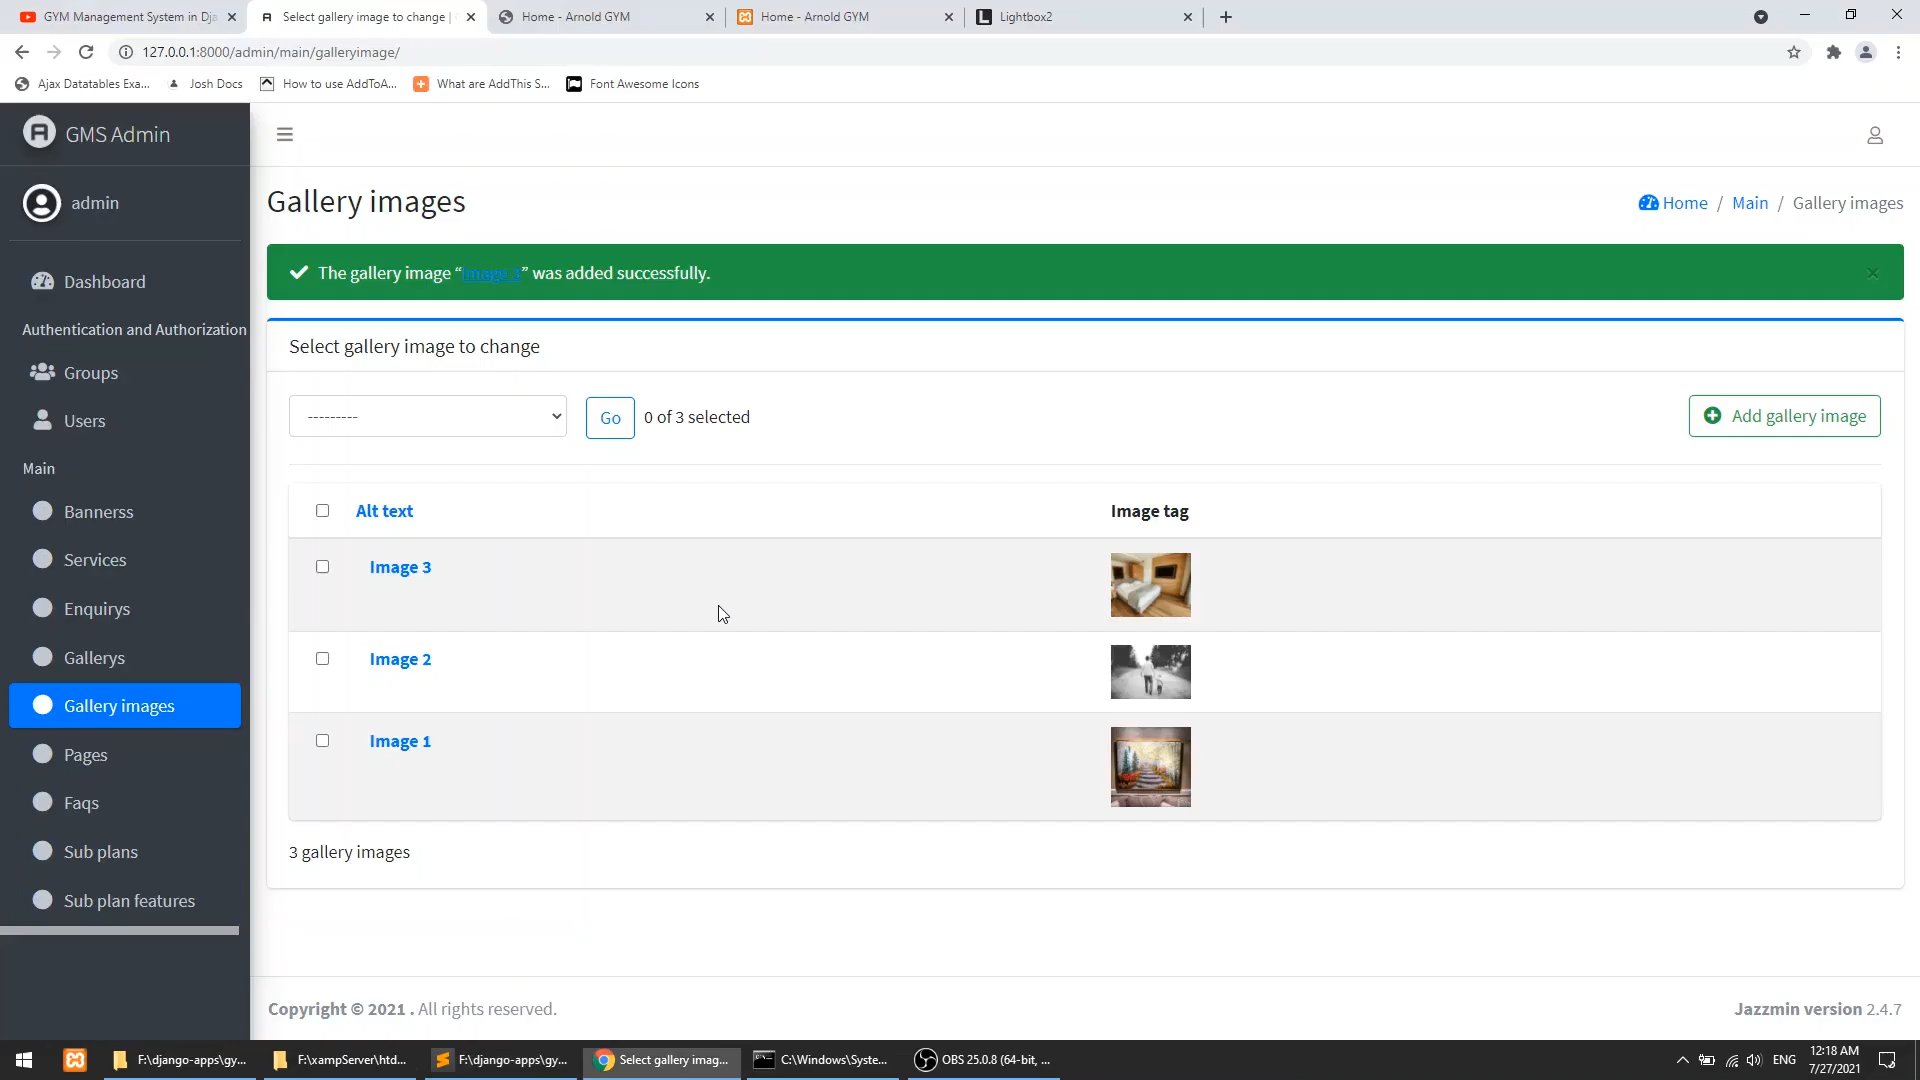 GYM Management System in Dja
Select gallery image to change |
Home - Arnold GYM
Home - Arnold GYM
Lightbox2
127.0.0.1:8000/admin/main/galleryimage/
Ajax Datatables Exa...
Josh Docs
How to use AddToA...
What are AddThis S...
Font Awesome Icons
GMS Admin
admin
Dashboard
Authentication and Authorization
Groups
Users
Main
Bannerss
Services
Enquirys
Gallerys
Gallery images
Pages
Faqs
Sub plans
Sub plan features
Gallery images
Home / Main / Gallery images
The gallery image “Image 3” was added successfully.
Select gallery image to change
---------
Go
0 of 3 selected
Add gallery image
Alt text
Image tag
Image 3
Image 2
Image 1
3 gallery images
Copyright © 2021 . All rights reserved.
Jazzmin version 2.4.7
F:\django-apps\gy...
F:\xampServer\htd...
F:\django-apps\gy...
Select gallery imag...
C:\Windows\Syste...
OBS 25.0.8 (64-bit, ...
ENG
12:18 AM
7/27/2021